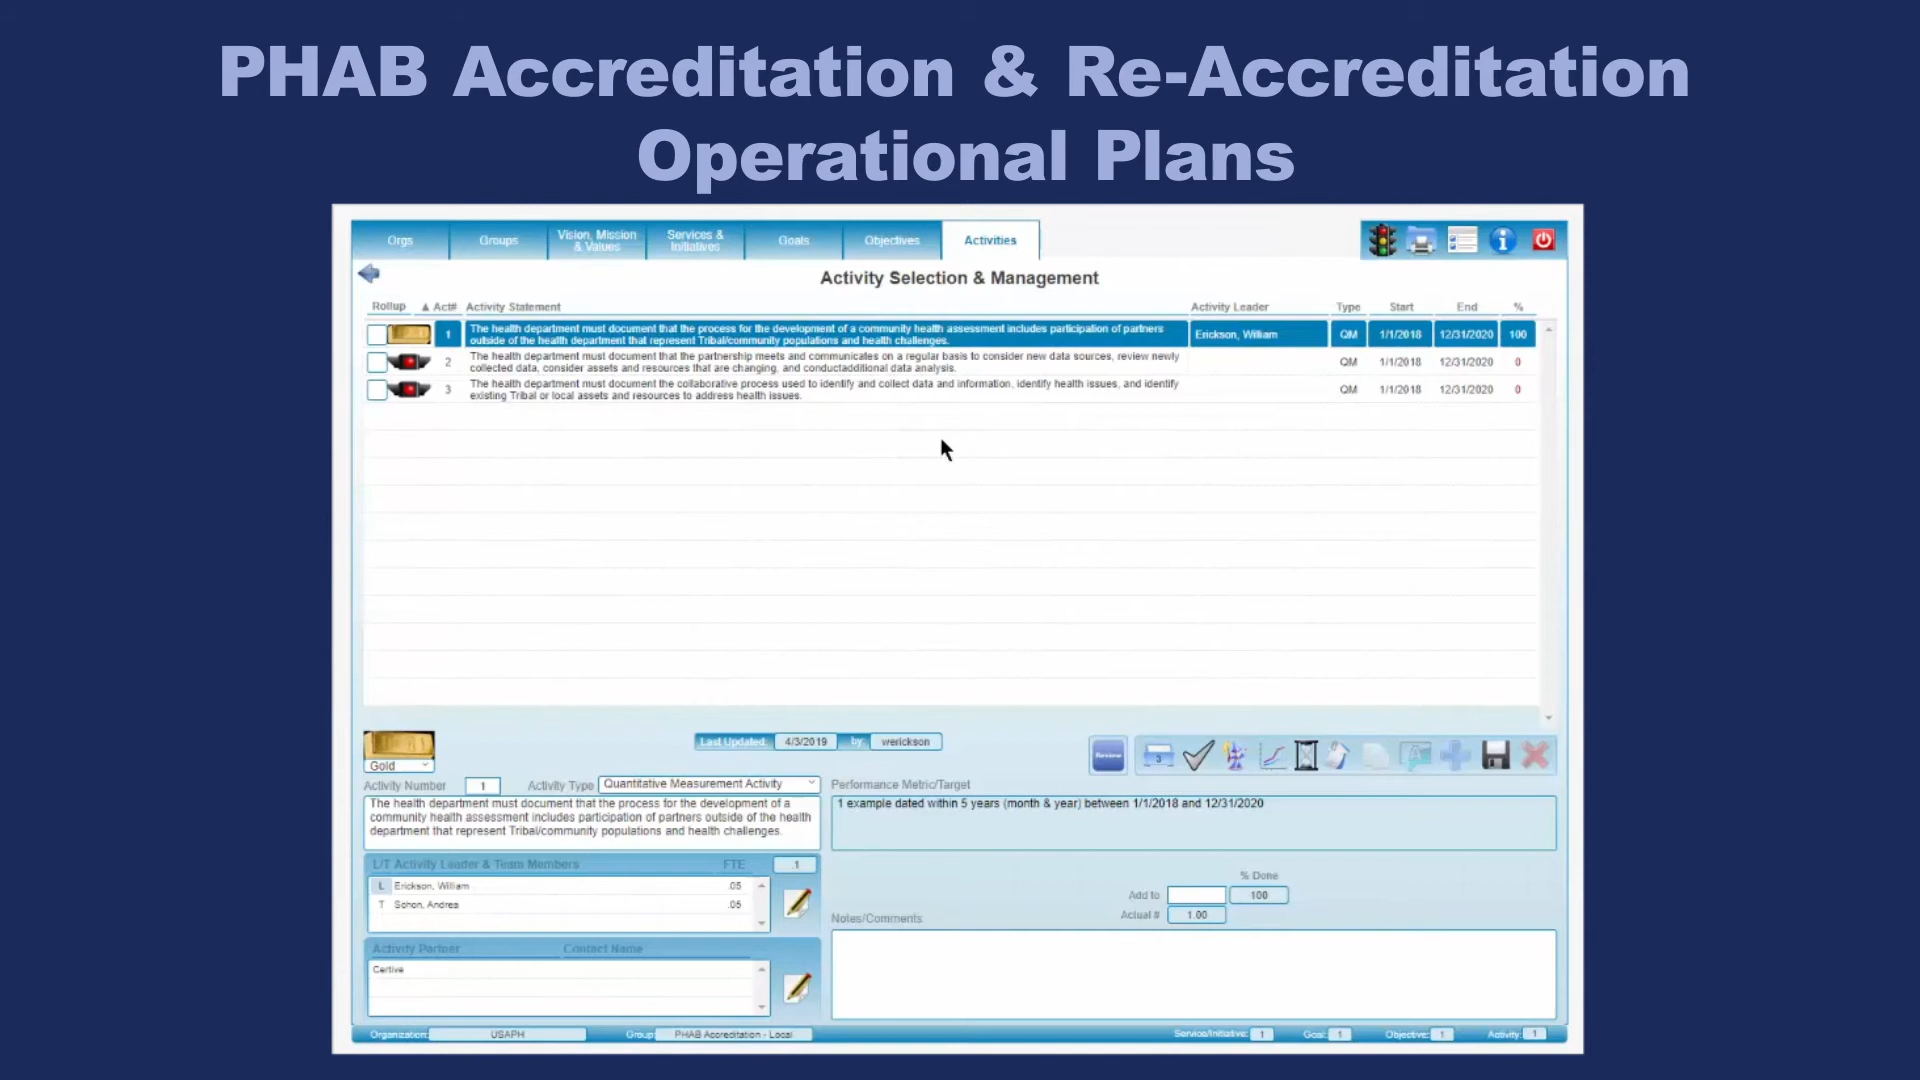 PHAB Accreditation & Re-Accreditation
Operational Plans
Orgs
Groups
Vision, Mission
& Values
Services &
Initiatives
Goals
Objectives
Activities
Activity Selection & Management
Rollup ▲ Act# Activity Statement Activity Leader Type Start End %
1 The health department must document that the process for the development of a community health assessment includes participation of partners
outside of the health department that represent Tribal/community populations and health challenges. Erickson, William QM 1/1/2018 12/31/2020 100
2 The health department must document that the partnership meets and communicates on a regular basis to consider new data sources, review newly
collected data, consider assets and resources that are changing, and conductadditional data analysis. QM 1/1/2018 12/31/2020 0
3 The health department must document the collaborative process used to identify and collect data and information, identify health issues, and identify
existing Tribal or local assets and resources to address health issues. QM 1/1/2018 12/31/2020 0
Last Updated: 4/3/2019 by: werickson
Review
3
Gold
Activity Number 1 Activity Type Quantitative Measurement Activity
The health department must document that the process for the development of a
community health assessment includes participation of partners outside of the health
department that represent Tribal/community populations and health challenges.
Performance Metric/Target
1 example dated within 5 years (month & year) between 1/1/2018 and 12/31/2020
L/T Activity Leader & Team Members FTE .1
L Erickson, William .05
T Schon, Andrea .05
% Done
Add to 100
Actual # 1.00
Notes/Comments
Activity Partner Contact Name
Certive
Organization: USAPH Group: PHAB Accreditation - Local Service/Initiative: 1 Goal: 1 Objective: 1 Activity: 1